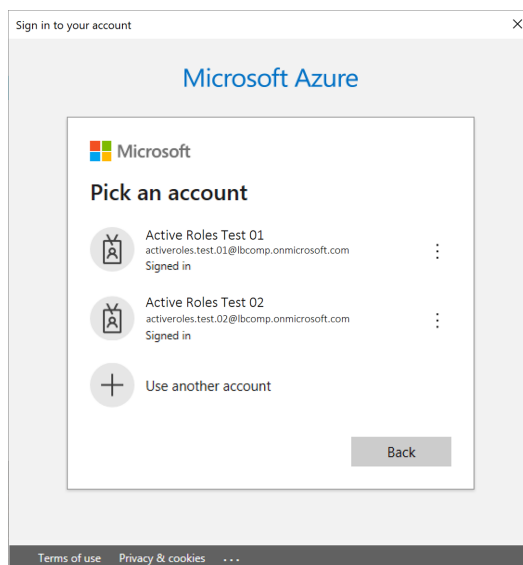 Sign in to your account
Microsoft Azure
Microsoft
Pick an account
Active Roles Test 01
activeroles.test.01@lbcomp.onmicrosoft.com
Signed in
Active Roles Test 02
activeroles.test.02@lbcomp.onmicrosoft.com
Signed in
Use another account
Back
Terms of use Privacy & cookies ...